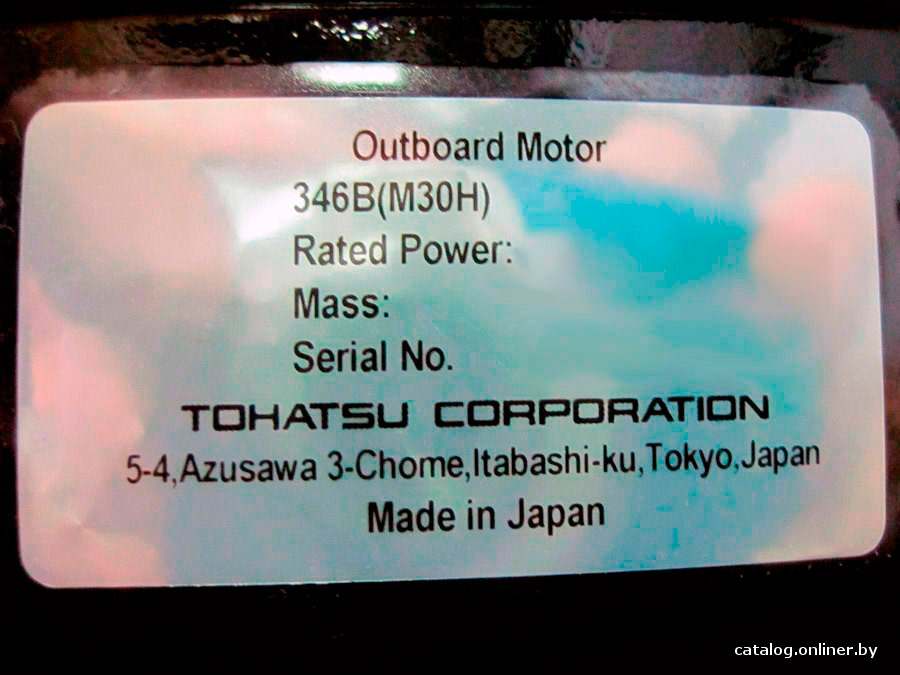 Outboard Motor
346B(M30H)
Rated Power:
Mass:
Serial No.
TOHATSU CORPORATION
5-4,Azusawa 3-Chome,Itabashi-ku,Tokyo,Japan
Made in Japan
catalog.onliner.by